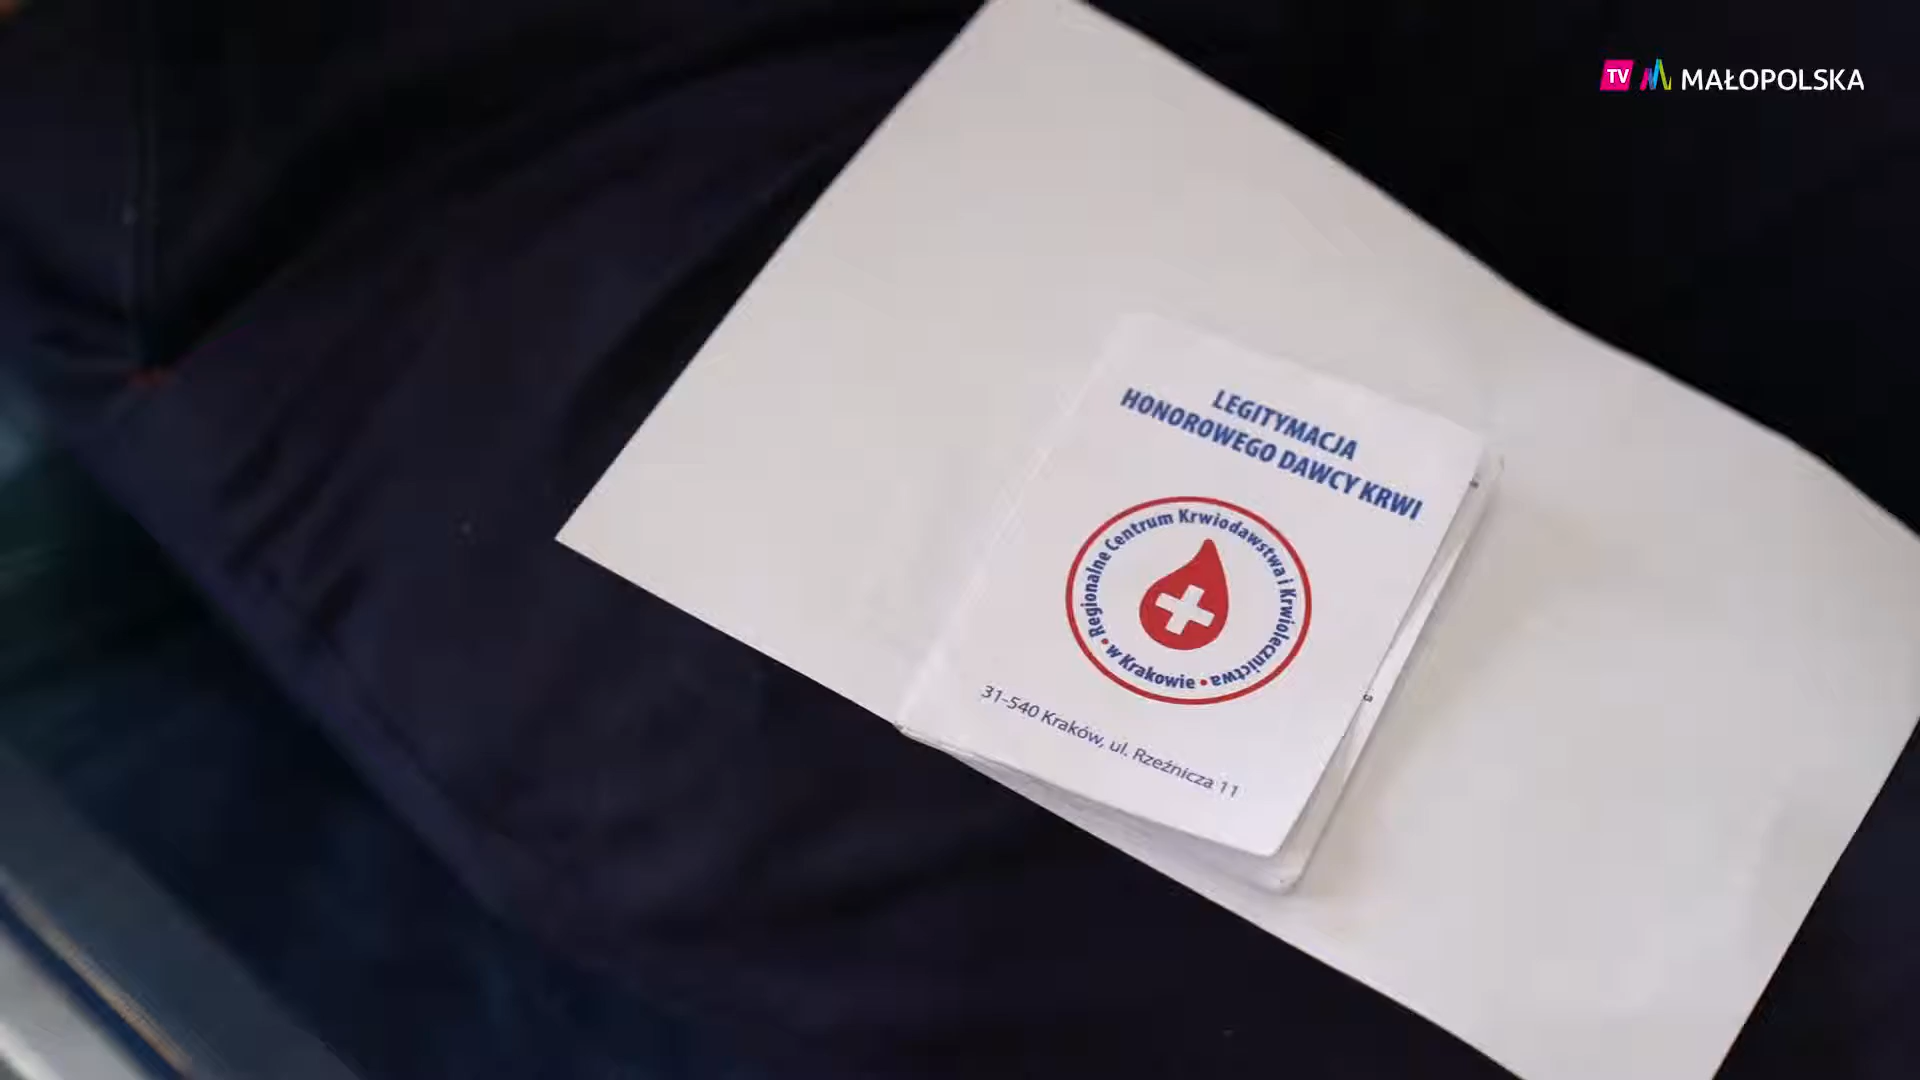 TV MAŁOPOLSKA
LEGITYMACJA
HONOROWEGO DAWCY KRWI
Regionalne Centrum Krwiodawstwa i Krwiolecznictwa • w Krakowie •
31-540 Kraków, ul. Rzeźnicza 11